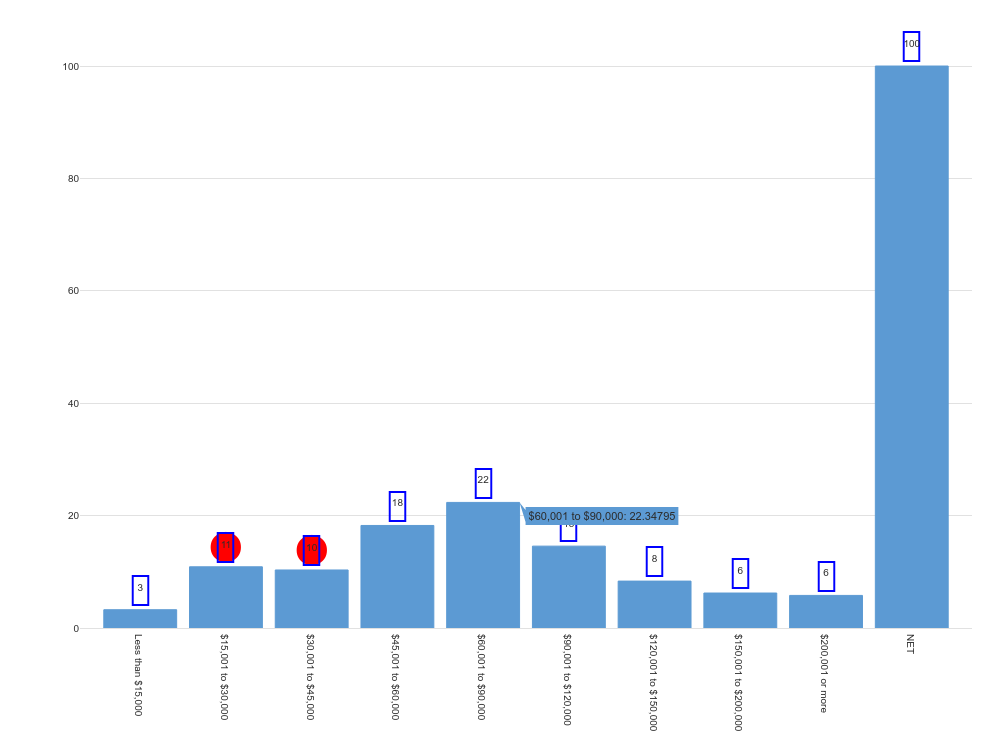 100
100
80
60
40
22
18
20
$60,001 to $90,000: 22.34795
11
10
8
6
6
3
0
Less than $15,000
$15,001 to $30,000
$30,001 to $45,000
$45,001 to $60,000
$60,001 to $90,000
$90,001 to $120,000
$120,001 to $150,000
$150,001 to $200,000
$200,001 or more
NET